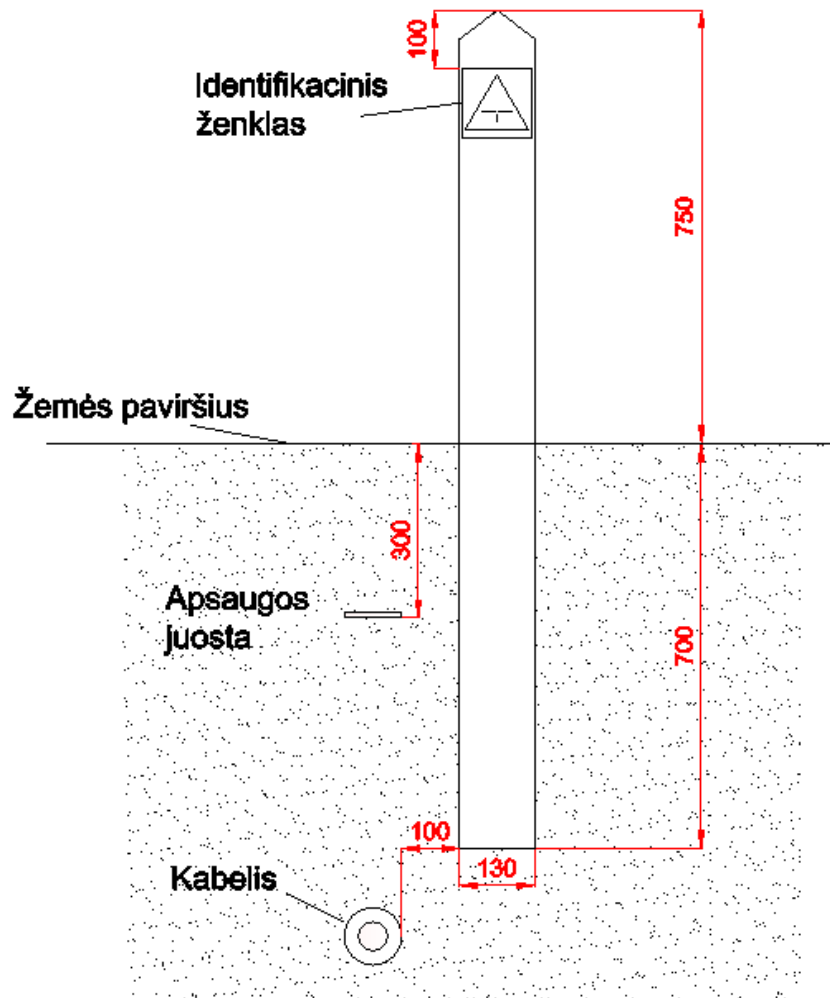 100
Identifikacinis
ženklas
750
Žemės paviršius
300
Apsaugos
juosta
700
100
130
Kabelis